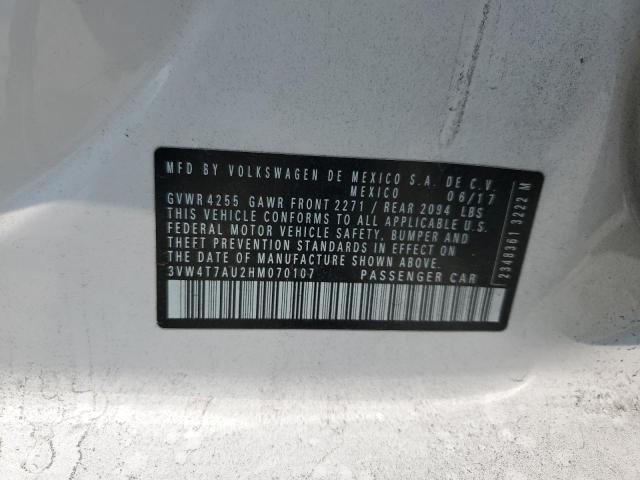 MFD BY VOLKSWAGEN DE MEXICO S.A. DE C.V.
MEXICO 06/17
GVWR 4255 GAWR FRONT 2271 / REAR 2094 LBS
THIS VEHICLE CONFORMS TO ALL APPLICABLE U.S.
FEDERAL MOTOR VEHICLE SAFETY, BUMPER AND
THEFT PREVENTION STANDARDS IN EFFECT ON
THE DATE OF MANUFACTURE SHOWN ABOVE.
3VW4T7AU2HM070107 PASSENGER CAR
2348361 3222 M